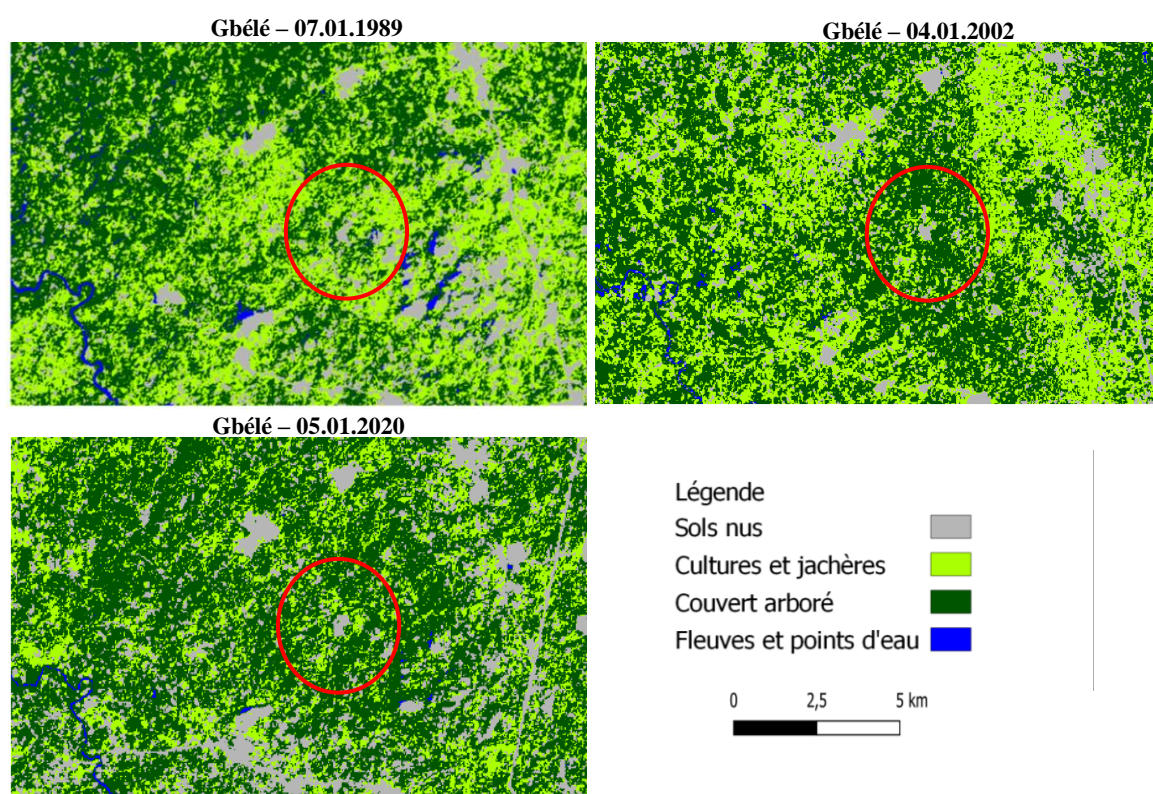 Gbélé – 07.01.1989
Gbélé – 04.01.2002
Gbélé – 05.01.2020
Légende
Sols nus
Cultures et jachères
Couvert arboré
Fleuves et points d'eau
0 2,5 5 km